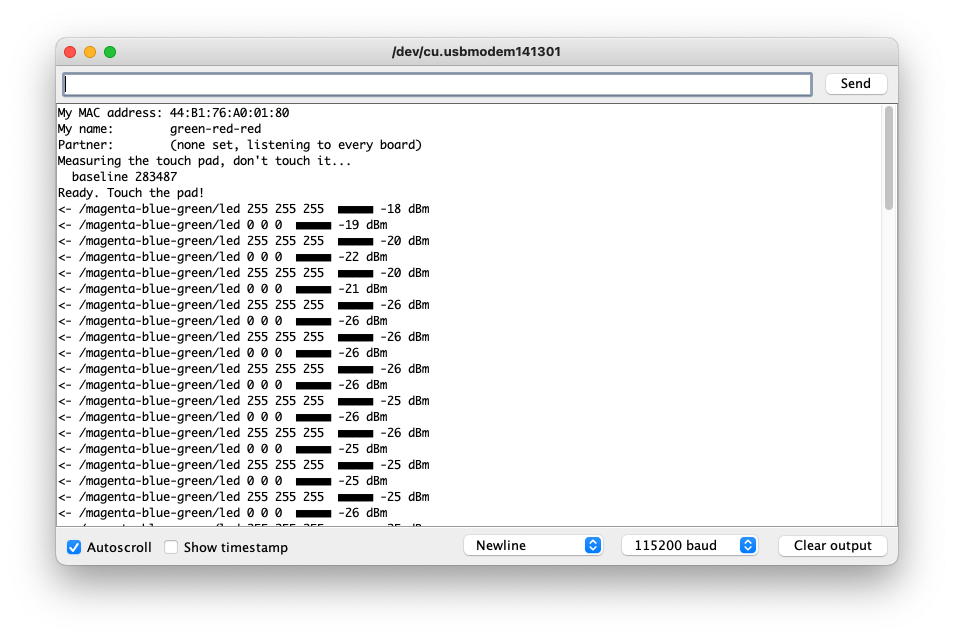 /dev/cu.usbmodem141301
Send
My MAC address: 44:B1:76:A0:01:80
My name: green-red-red
Partner: (none set, listening to every board)
Measuring the touch pad, don't touch it...
baseline 283487
Ready. Touch the pad!
<- /magenta-blue-green/led 255 255 255 ▅▅▅▅▅ -18 dBm
<- /magenta-blue-green/led 0 0 0 ▅▅▅▅▅ -19 dBm
<- /magenta-blue-green/led 255 255 255 ▅▅▅▅▅ -20 dBm
<- /magenta-blue-green/led 0 0 0 ▅▅▅▅▅ -22 dBm
<- /magenta-blue-green/led 255 255 255 ▅▅▅▅▅ -20 dBm
<- /magenta-blue-green/led 0 0 0 ▅▅▅▅▅ -21 dBm
<- /magenta-blue-green/led 255 255 255 ▅▅▅▅▅ -26 dBm
<- /magenta-blue-green/led 0 0 0 ▅▅▅▅▅ -26 dBm
<- /magenta-blue-green/led 255 255 255 ▅▅▅▅▅ -26 dBm
<- /magenta-blue-green/led 0 0 0 ▅▅▅▅▅ -26 dBm
<- /magenta-blue-green/led 255 255 255 ▅▅▅▅▅ -26 dBm
<- /magenta-blue-green/led 0 0 0 ▅▅▅▅▅ -26 dBm
<- /magenta-blue-green/led 255 255 255 ▅▅▅▅▅ -25 dBm
<- /magenta-blue-green/led 0 0 0 ▅▅▅▅▅ -26 dBm
<- /magenta-blue-green/led 255 255 255 ▅▅▅▅▅ -26 dBm
<- /magenta-blue-green/led 0 0 0 ▅▅▅▅▅ -25 dBm
<- /magenta-blue-green/led 255 255 255 ▅▅▅▅▅ -25 dBm
<- /magenta-blue-green/led 0 0 0 ▅▅▅▅▅ -25 dBm
<- /magenta-blue-green/led 255 255 255 ▅▅▅▅▅ -25 dBm
<- /magenta-blue-green/led 0 0 0 ▅▅▅▅▅ -26 dBm
Autoscroll Show timestamp Newline 115200 baud Clear output